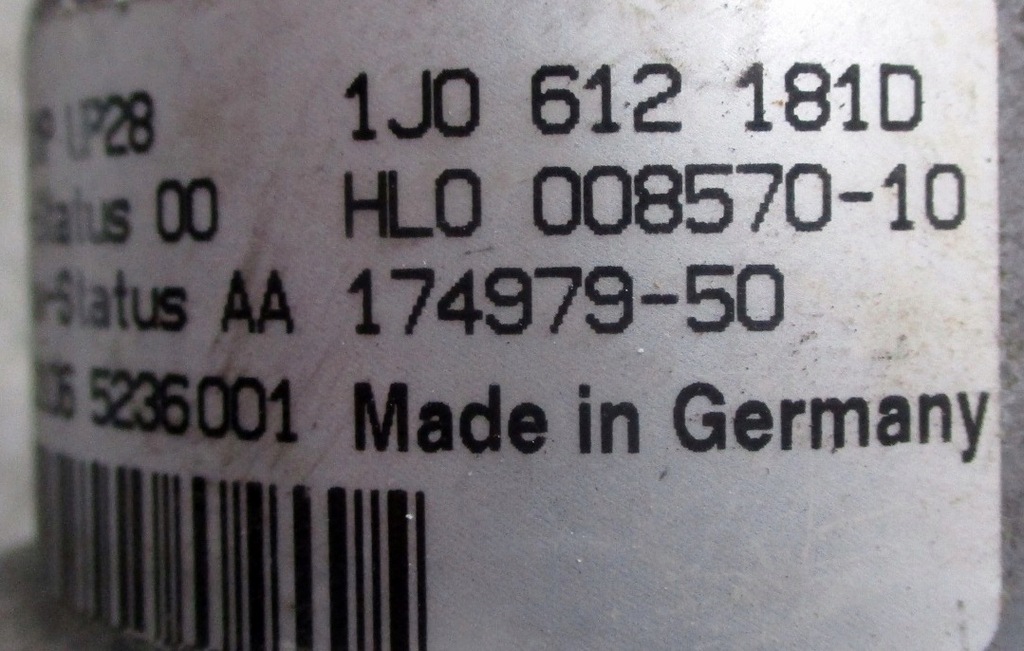 UP28 1J0 612 181D
Status 00 HL0 008570-10
-Status AA 174979-50
5236001 Made in Germany